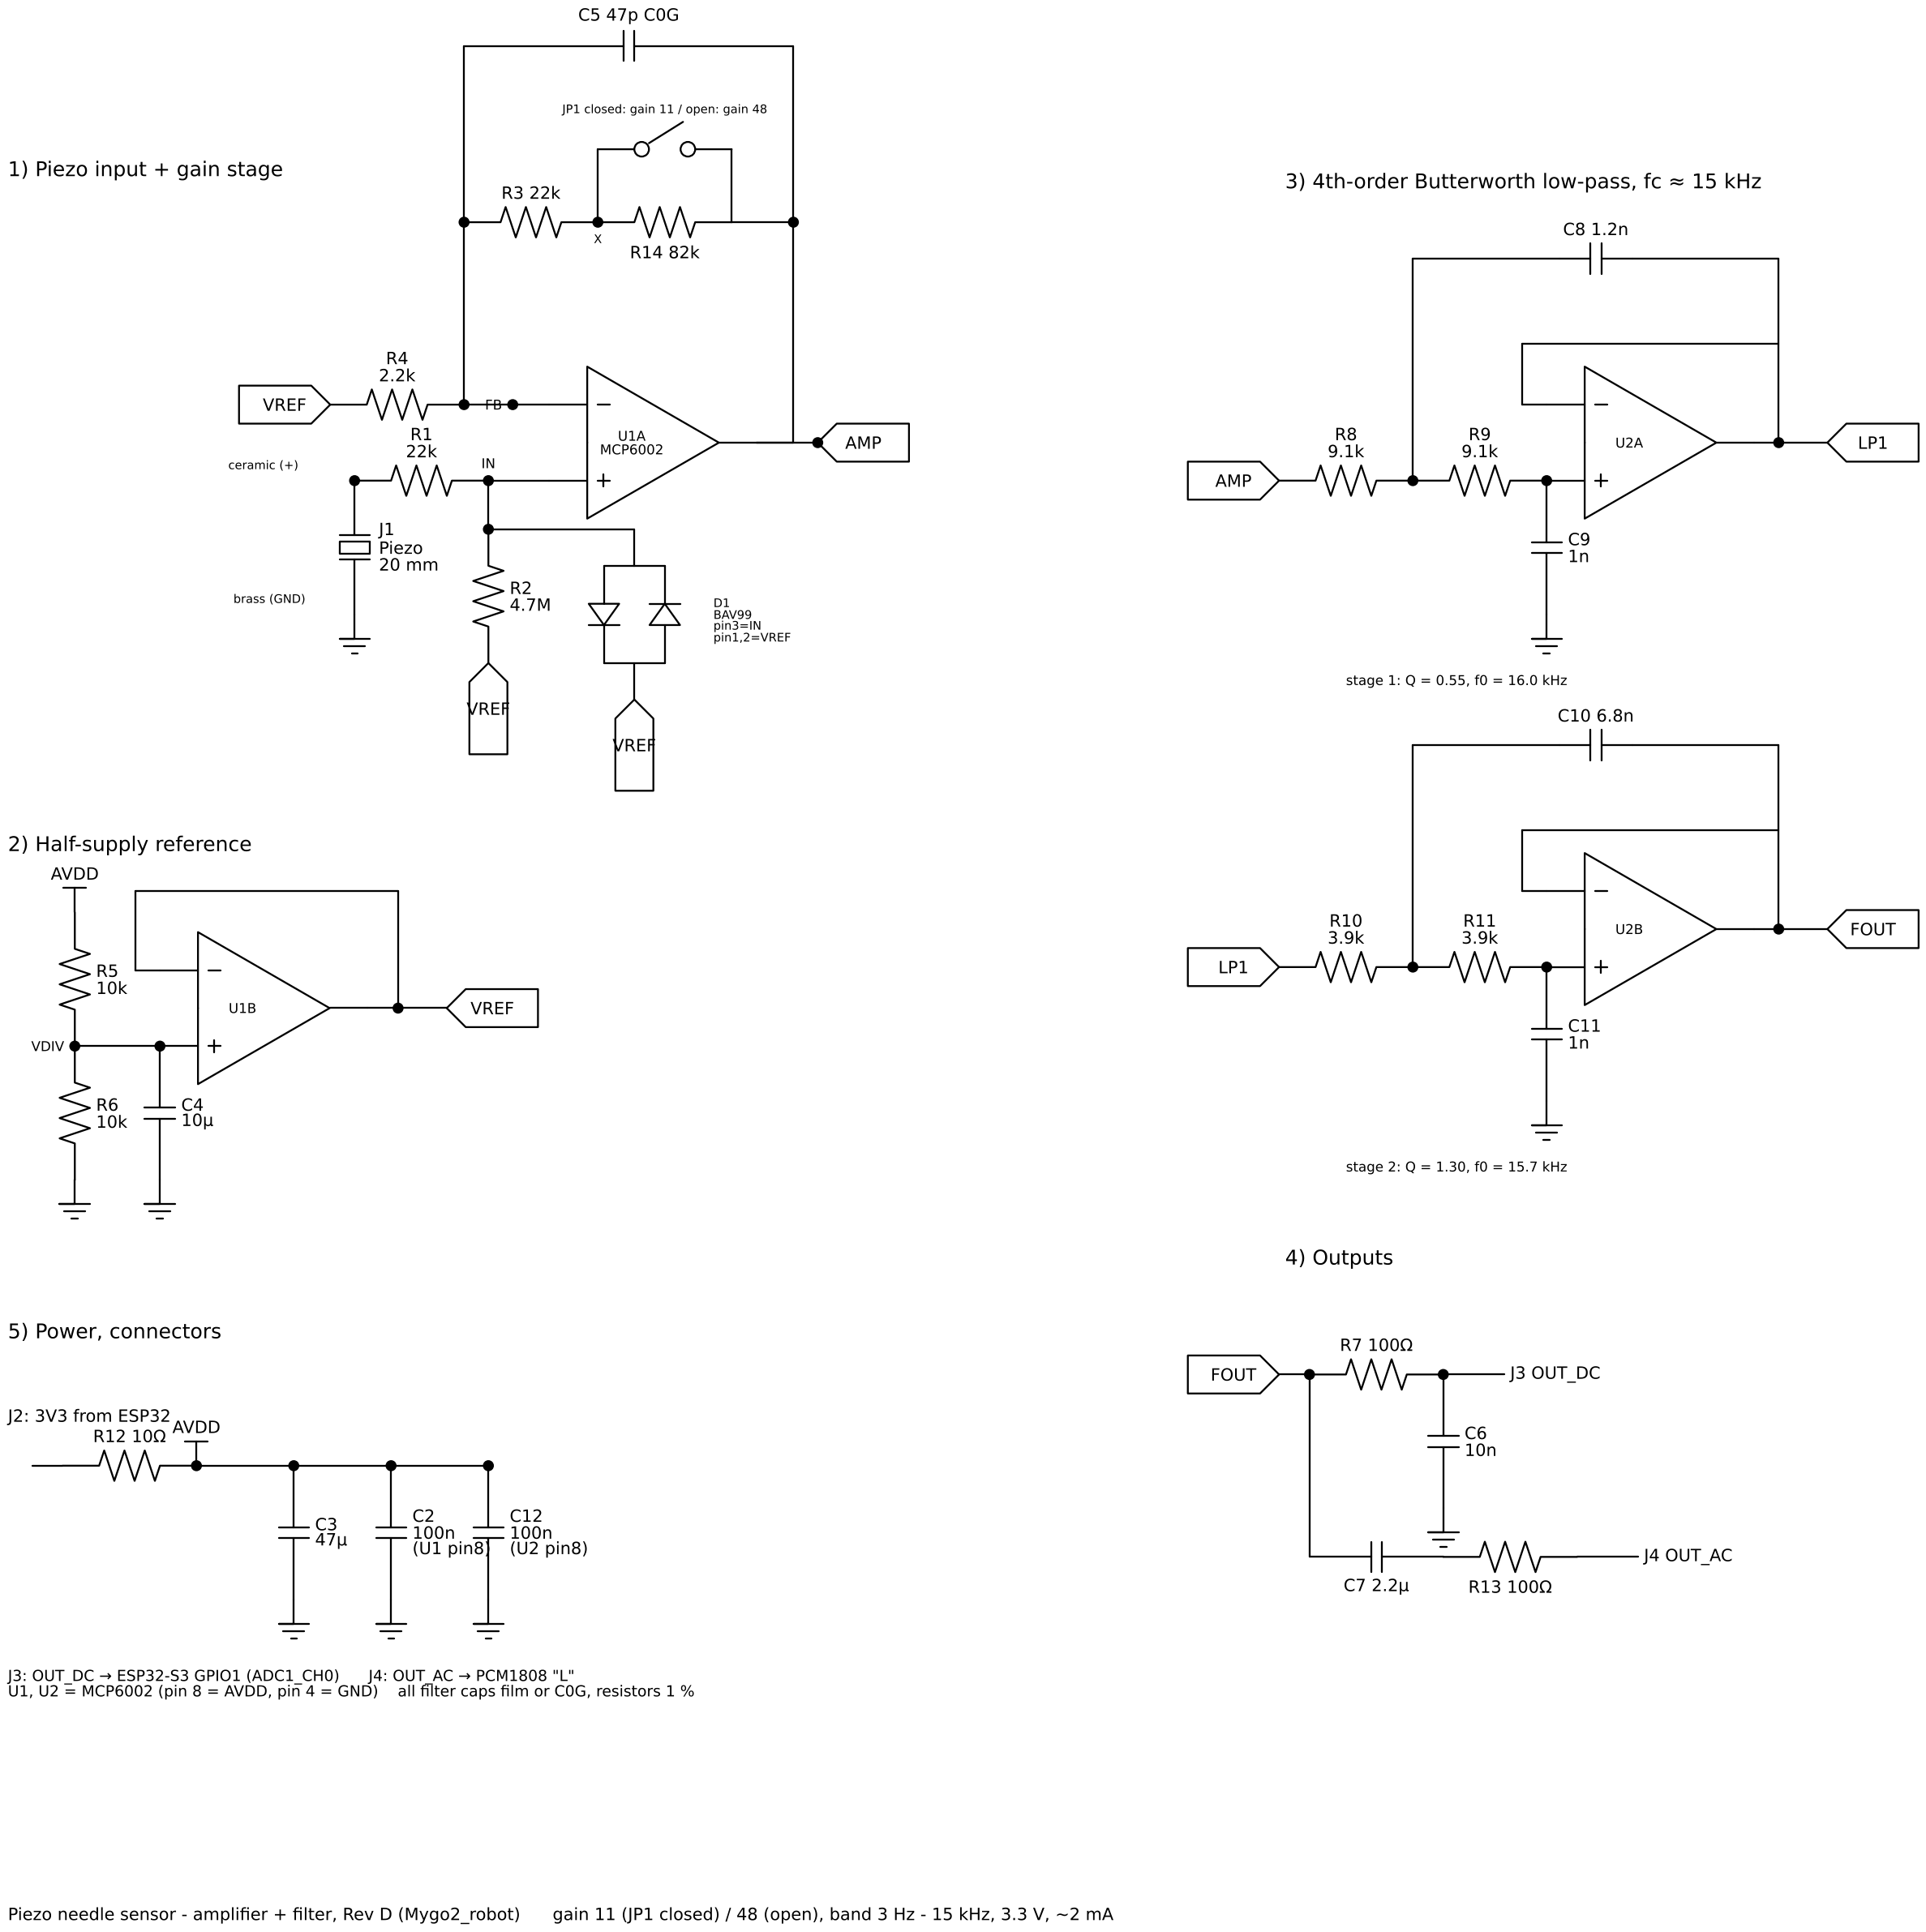 C5 47p C0G
JP1 closed: gain 11 / open: gain 48
1) Piezo input + gain stage
R3 22k
X
R14 82k
R4
2.2k
VREF
FB
R1
22k
U1A
MCP6002
AMP
ceramic (+)
IN
J1
Piezo
20 mm
R2
4.7M
D1
BAV99
pin3=IN
pin1,2=VREF
brass (GND)
VREF
VREF
3) 4th-order Butterworth low-pass, fc ≈ 15 kHz
C8 1.2n
R8
9.1k
R9
9.1k
U2A
LP1
AMP
C9
1n
stage 1: Q = 0.55, f0 = 16.0 kHz
C10 6.8n
R10
3.9k
R11
3.9k
U2B
FOUT
LP1
C11
1n
stage 2: Q = 1.30, f0 = 15.7 kHz
2) Half-supply reference
AVDD
R5
10k
U1B
VREF
VDIV
R6
10k
C4
10µ
4) Outputs
R7 100Ω
FOUT
J3 OUT_DC
C6
10n
J4 OUT_AC
C7 2.2µ
R13 100Ω
5) Power, connectors
J2: 3V3 from ESP32
AVDD
R12 10Ω
C3
47µ
C2
100n
(U1 pin8)
C12
100n
(U2 pin8)
J3: OUT_DC → ESP32-S3 GPIO1 (ADC1_CH0) J4: OUT_AC → PCM1808 "L"
U1, U2 = MCP6002 (pin 8 = AVDD, pin 4 = GND) all filter caps film or C0G, resistors 1 %
Piezo needle sensor - amplifier + filter, Rev D (Mygo2_robot) gain 11 (JP1 closed) / 48 (open), band 3 Hz - 15 kHz, 3.3 V, ~2 mA